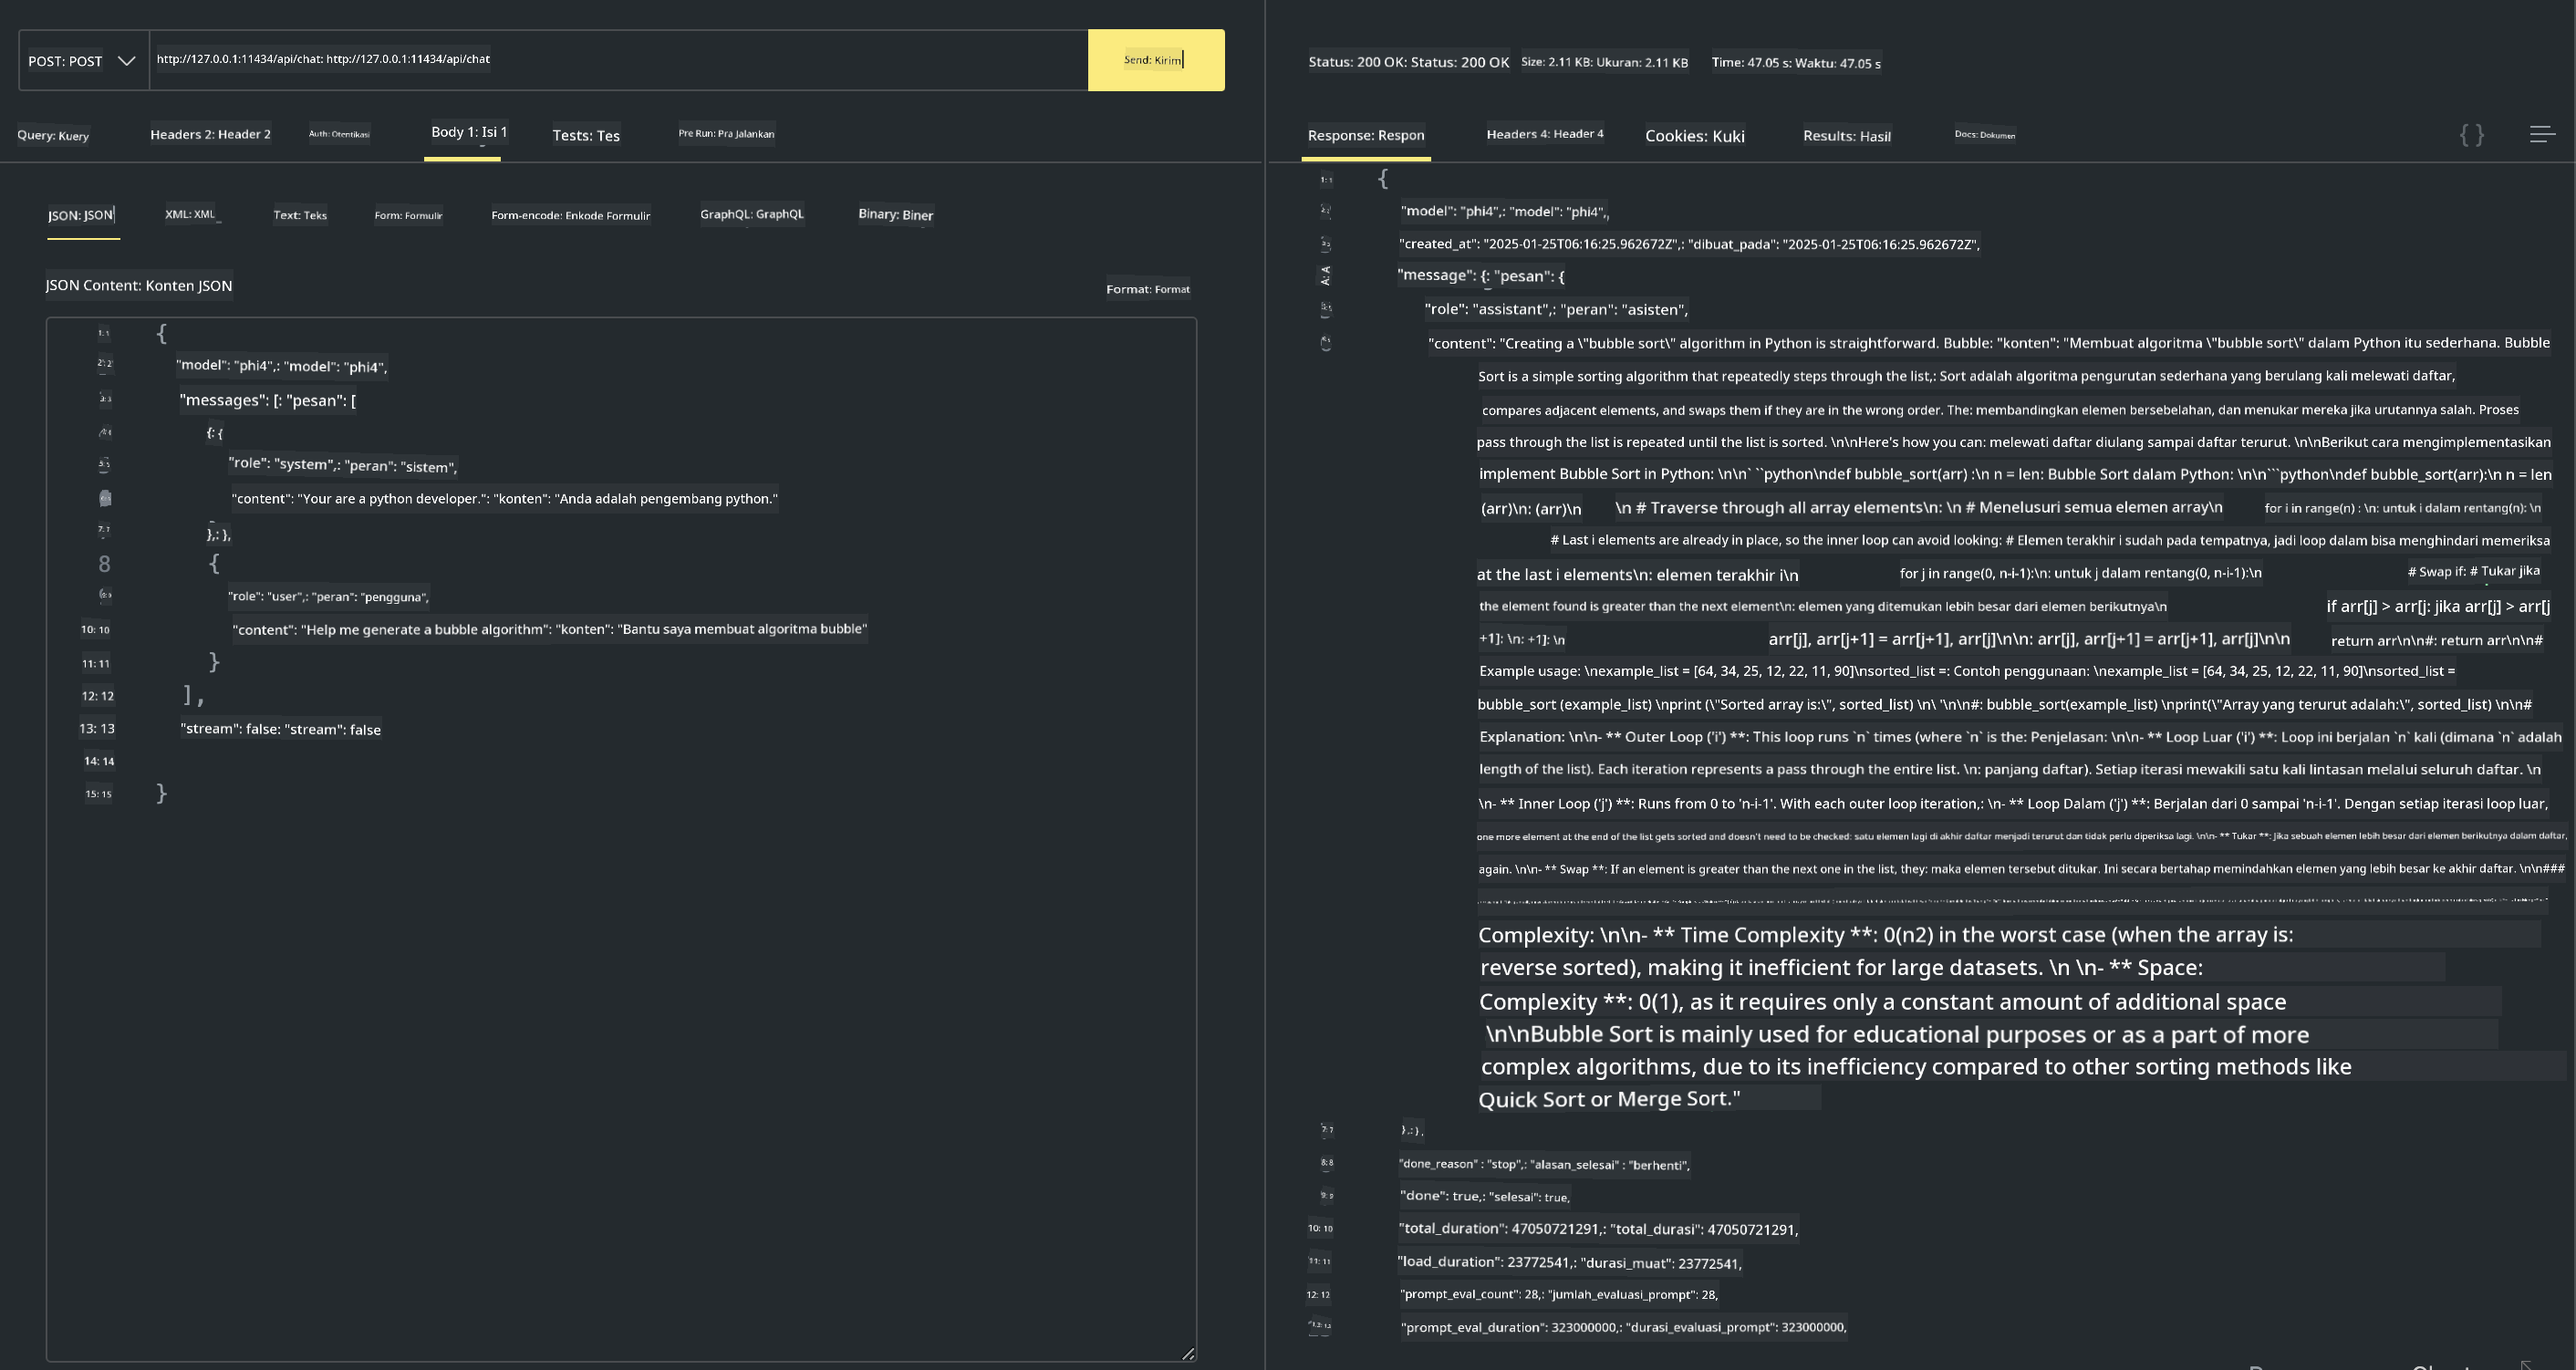 POST: POST
http://127.0.0.1:11434/api/chat: http://127.0.0.1:11434/api/chat
Send: Kirim
Query: Kuery
Headers 2: Header 2
Auth: Otentikasi
Body 1: Isi 1
Tests: Tes
Pre Run: Pra Jalankan
JSON: JSON
XML: XML
Text: Teks
Form: Formulir
Form-encode: Enkode Formulir
GraphQL: GraphQL
Binary: Biner
JSON Content: Konten JSON
Format: Format
1: 1
{
2: 2
"model": "phi4",: "model": "phi4",
"messages": [: "pesan": [
{: {
"role": "system",: "peran": "sistem",
"content": "Your are a python developer.": "konten": "Anda adalah pengembang python."
7: 7
},: },
8
{
"role": "user",: "peran": "pengguna",
10: 10
"content": "Help me generate a bubble algorithm": "konten": "Bantu saya membuat algoritma bubble"
11: 11
}
12: 12
],
13: 13
"stream": false: "stream": false
14: 14
15: 15
}
Status: 200 OK: Status: 200 OK
Size: 2.11 KB: Ukuran: 2.11 KB
Time: 47.05 s: Waktu: 47.05 s
Response: Respon
Headers 4: Header 4
Cookies: Kuki
Results: Hasil
Docs: Dokumen
{ }
1: 1
{
"model": "phi4",: "model": "phi4",
"created_at": "2025-01-25T06:16:25.962672Z",: "dibuat_pada": "2025-01-25T06:16:25.962672Z",
A: A
"message": {: "pesan": {
"role": "assistant",: "peran": "asisten",
"content": "Creating a \"bubble sort\" algorithm in Python is straightforward. Bubble: "konten": "Membuat algoritma \"bubble sort\" dalam Python itu sederhana. Bubble
Sort is a simple sorting algorithm that repeatedly steps through the list,: Sort adalah algoritma pengurutan sederhana yang berulang kali melewati daftar,
compares adjacent elements, and swaps them if they are in the wrong order. The: membandingkan elemen bersebelahan, dan menukar mereka jika urutannya salah. Proses
pass through the list is repeated until the list is sorted. \n\nHere's how you can: melewati daftar diulang sampai daftar terurut. \n\nBerikut cara mengimplementasikan
implement Bubble Sort in Python: \n\n` ``python\ndef bubble_sort(arr) :\n n = len: Bubble Sort dalam Python: \n\n```python\ndef bubble_sort(arr):\n n = len
(arr)\n: (arr)\n
\n # Traverse through all array elements\n: \n # Menelusuri semua elemen array\n
for i in range(n) : \n: untuk i dalam rentang(n): \n
# Last i elements are already in place, so the inner loop can avoid looking: # Elemen terakhir i sudah pada tempatnya, jadi loop dalam bisa menghindari memeriksa
at the last i elements\n: elemen terakhir i\n
for j in range(0, n-i-1):\n: untuk j dalam rentang(0, n-i-1):\n
# Swap if: # Tukar jika
the element found is greater than the next element\n: elemen yang ditemukan lebih besar dari elemen berikutnya\n
if arr[j] > arr[j: jika arr[j] > arr[j
+1]: \n: +1]: \n
arr[j], arr[j+1] = arr[j+1], arr[j]\n\n: arr[j], arr[j+1] = arr[j+1], arr[j]\n\n
return arr\n\n#: return arr\n\n#
Example usage: \nexample_list = [64, 34, 25, 12, 22, 11, 90]\nsorted_list =: Contoh penggunaan: \nexample_list = [64, 34, 25, 12, 22, 11, 90]\nsorted_list =
bubble_sort (example_list) \nprint (\"Sorted array is:\", sorted_list) \n\ '\n\n#: bubble_sort(example_list) \nprint(\"Array yang terurut adalah:\", sorted_list) \n\n#
Explanation: \n\n- ** Outer Loop ('i') **: This loop runs `n` times (where `n` is the: Penjelasan: \n\n- ** Loop Luar ('i') **: Loop ini berjalan `n` kali (dimana `n` adalah
length of the list). Each iteration represents a pass through the entire list. \n: panjang daftar). Setiap iterasi mewakili satu kali lintasan melalui seluruh daftar. \n
\n- ** Inner Loop ('j') **: Runs from 0 to 'n-i-1'. With each outer loop iteration,: \n- ** Loop Dalam ('j') **: Berjalan dari 0 sampai 'n-i-1'. Dengan setiap iterasi loop luar,
one more element at the end of the list gets sorted and doesn't need to be checked: satu elemen lagi di akhir daftar menjadi terurut dan tidak perlu diperiksa lagi. \n\n- ** Tukar **: Jika sebuah elemen lebih besar dari elemen berikutnya dalam daftar,
again. \n\n- ** Swap **: If an element is greater than the next one in the list, they: maka elemen tersebut ditukar. Ini secara bertahap memindahkan elemen yang lebih besar ke akhir daftar. \n\n###
Complexity: \n\n- ** Time Complexity **: 0(n2) in the worst case (when the array is:
reverse sorted), making it inefficient for large datasets. \n \n- ** Space:
Complexity **: 0(1), as it requires only a constant amount of additional space
\n\nBubble Sort is mainly used for educational purposes or as a part of more
complex algorithms, due to its inefficiency compared to other sorting methods like
Quick Sort or Merge Sort."
7: 7
},: },
8: 8
"done_reason" : "stop",: "alasan_selesai" : "berhenti",
9: 9
"done": true,: "selesai": true,
10: 10
"total_duration": 47050721291,: "total_durasi": 47050721291,
11: 11
"load_duration": 23772541,: "durasi_muat": 23772541,
12: 12
"prompt_eval_count": 28,: "jumlah_evaluasi_prompt": 28,
"prompt_eval_duration": 323000000,: "durasi_evaluasi_prompt": 323000000,